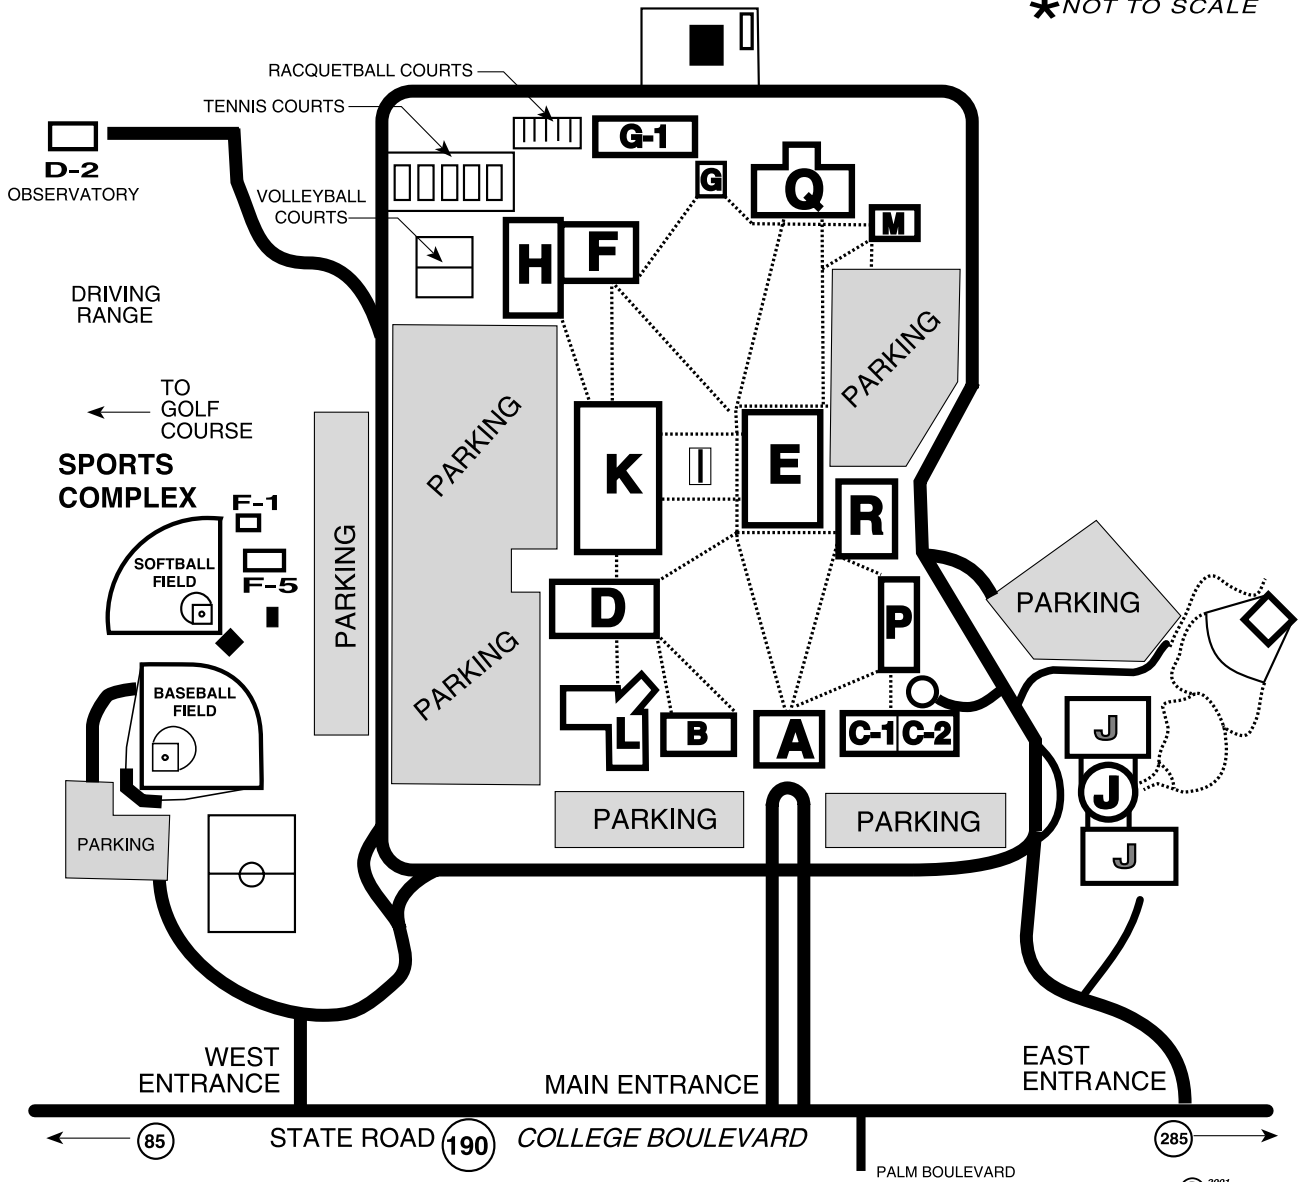 *NOT TO SCALE
RACQUETBALL COURTS
TENNIS COURTS
G-1
D-2
OBSERVATORY
G
Q
VOLLEYBALL
COURTS
M
H
F
DRIVING
RANGE
PARKING
TO
GOLF
COURSE
PARKING
SPORTS
COMPLEX
K
I
E
F-1
R
SOFTBALL
FIELD
F-5
PARKING
D
P
PARKING
PARKING
BASEBALL
FIELD
L
B
A
C-1
C-2
J
J
J
PARKING
PARKING
PARKING
WEST
ENTRANCE
MAIN ENTRANCE
EAST
ENTRANCE
85
STATE ROAD
190
COLLEGE BOULEVARD
285
PALM BOULEVARD
2001